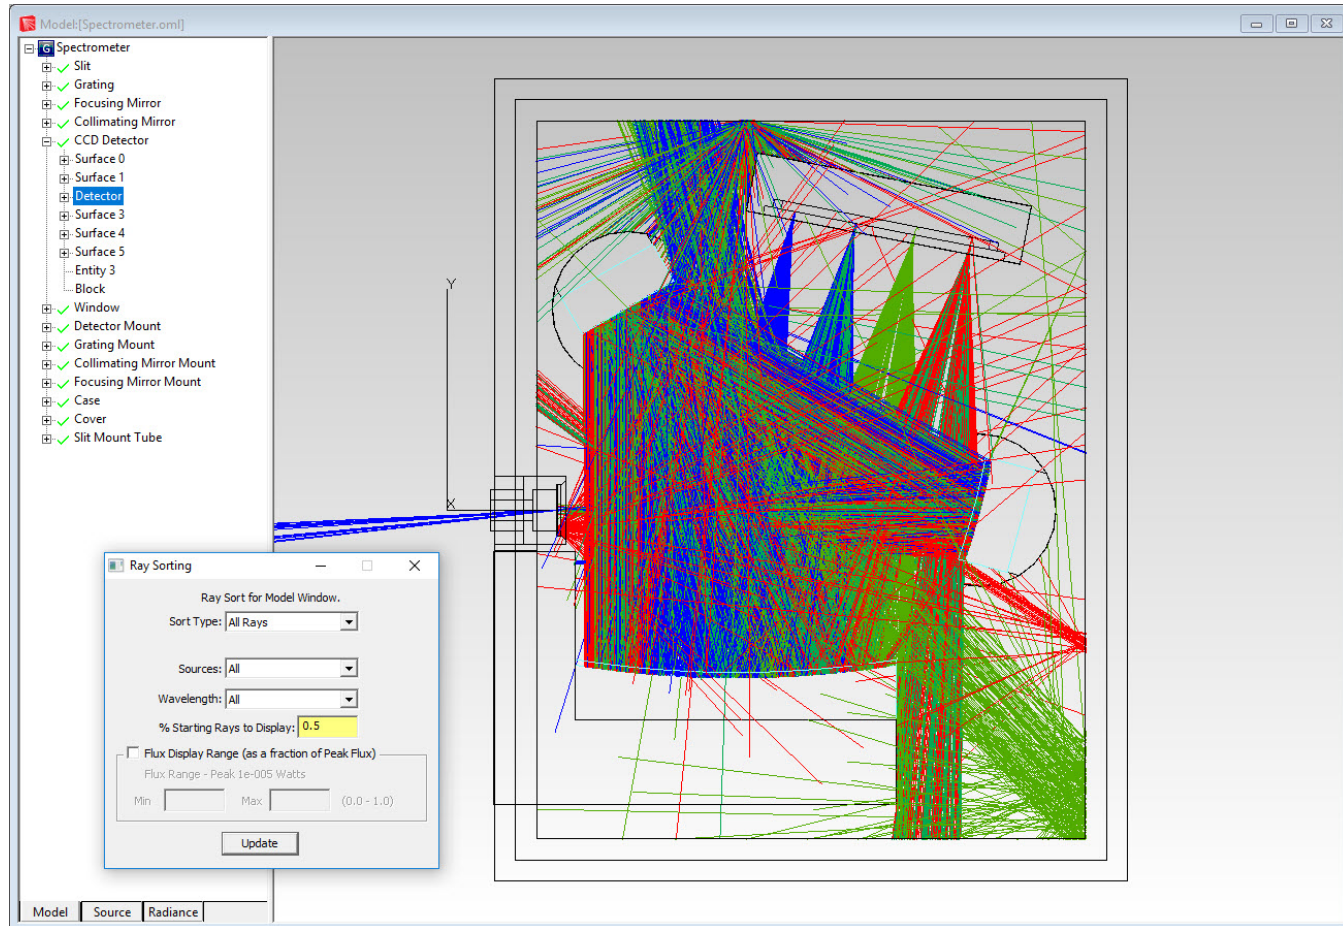 Model:[Spectrometer.oml]
G Spectrometer
Slit
Grating
Focusing Mirror
Collimating Mirror
CCD Detector
Surface 0
Surface 1
Detector
Surface 3
Surface 4
Surface 5
Entity 3
Block
Window
Detector Mount
Grating Mount
Collimating Mirror Mount
Focusing Mirror Mount
Case
Cover
Slit Mount Tube
Y
X
Ray Sorting
Ray Sort for Model Window.
Sort Type: All Rays
Sources: All
Wavelength: All
% Starting Rays to Display: 0.5
Flux Display Range (as a fraction of Peak Flux)
Flux Range - Peak 1e-005 Watts
Min Max (0.0 - 1.0)
Update
Model Source Radiance